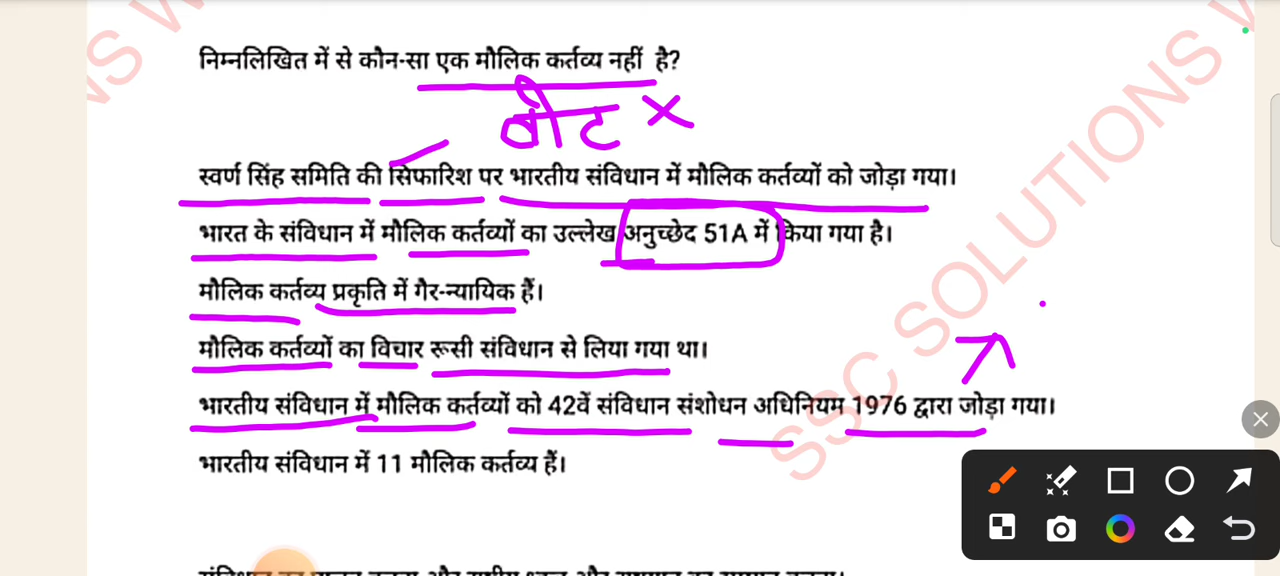 निम्नलिखित में से कौन-सा एक मौलिक कर्तव्य नहीं है?
वोट ×
स्वर्ण सिंह समिति की सिफारिश पर भारतीय संविधान में मौलिक कर्तव्यों को जोड़ा गया।
भारत के संविधान में मौलिक कर्तव्यों का उल्लेख अनुच्छेद 51A में किया गया है।
मौलिक कर्तव्य प्रकृति में गैर-न्यायिक हैं।
मौलिक कर्तव्यों का विचार रूसी संविधान से लिया गया था।
भारतीय संविधान में मौलिक कर्तव्यों को 42वें संविधान संशोधन अधिनियम 1976 द्वारा जोड़ा गया।
भारतीय संविधान में 11 मौलिक कर्तव्य हैं।
SSC SOLUTIONS W
NS W